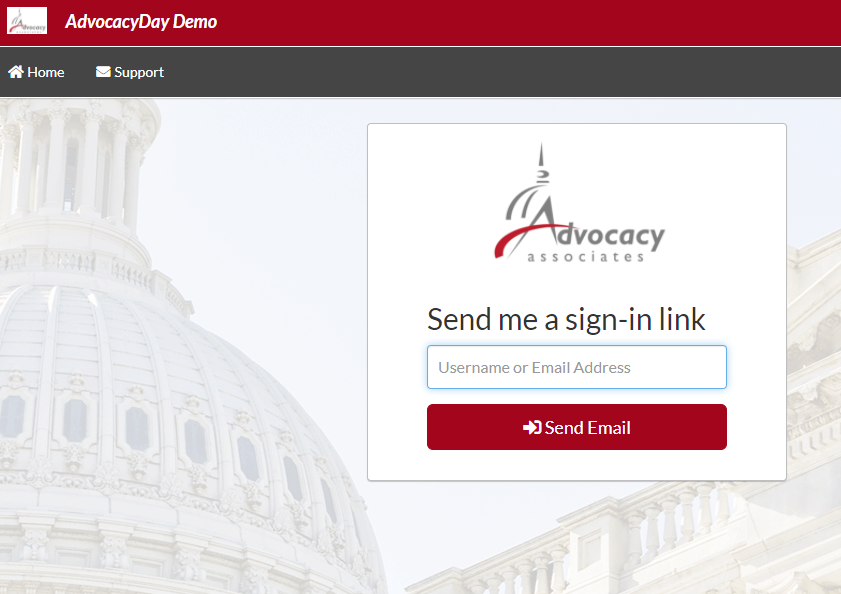 AdvocacyDay Demo
Home
Support
Advocacy
associates
Send me a sign-in link
Username or Email Address
Send Email